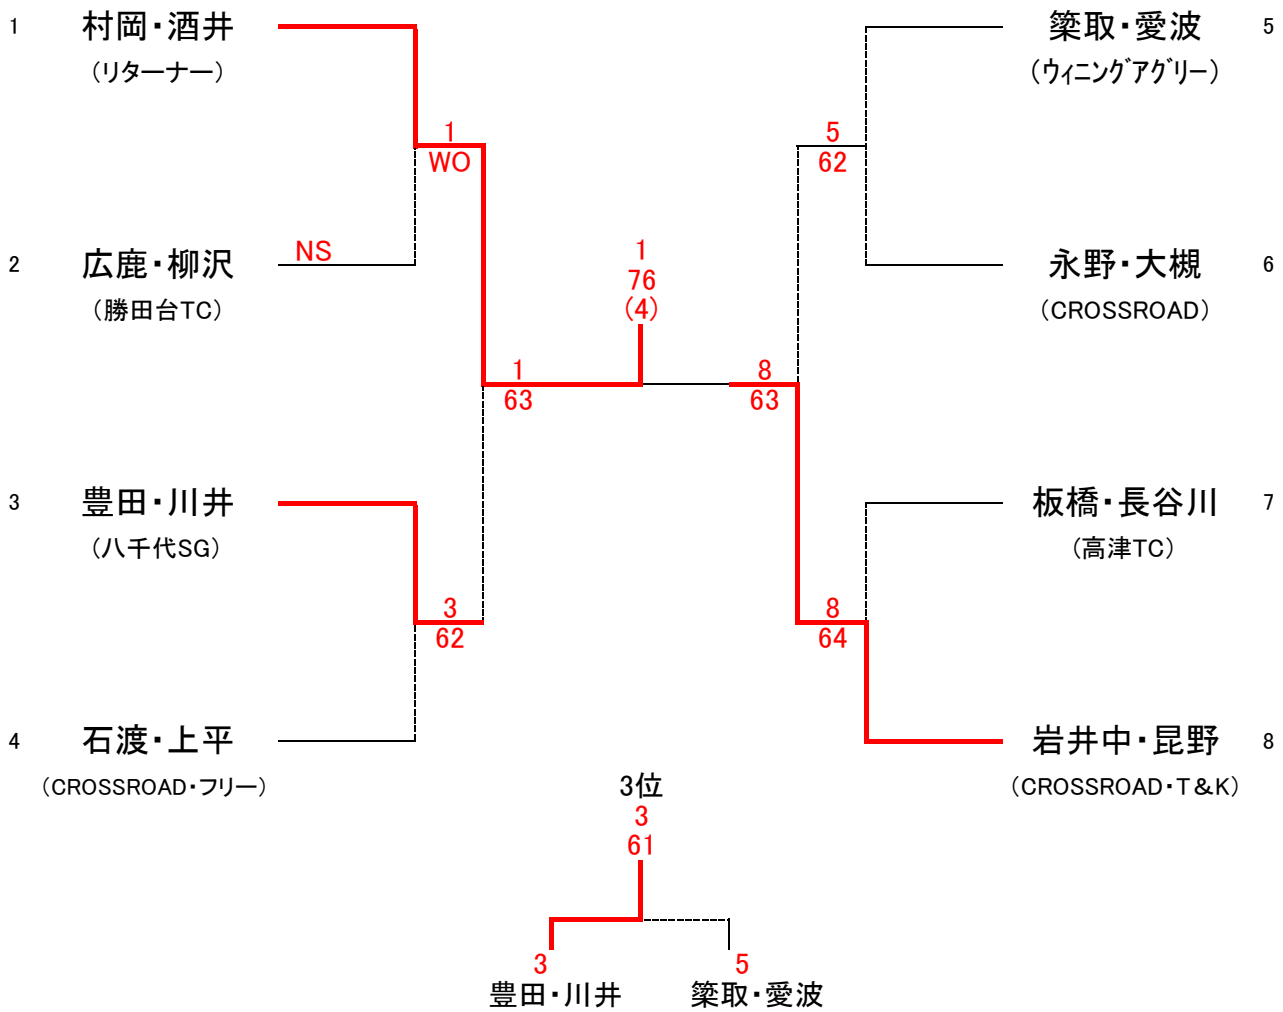 1 村岡・酒井
（リターナー）
1
WO
2 広鹿・柳沢 NS
（勝田台TC）
1
63
3 豊田・川井
（八千代SG）
3
62
4 石渡・上平
（CROSSROAD・フリー）
1
76
(4)
簗取・愛波 5
（ウィニングアグリー）
5
62
永野・大槻 6
（CROSSROAD）
8
63
板橋・長谷川 7
（高津TC）
8
64
岩井中・昆野 8
（CROSSROAD・T＆K）
3位
3
61
3 5
豊田・川井 簗取・愛波